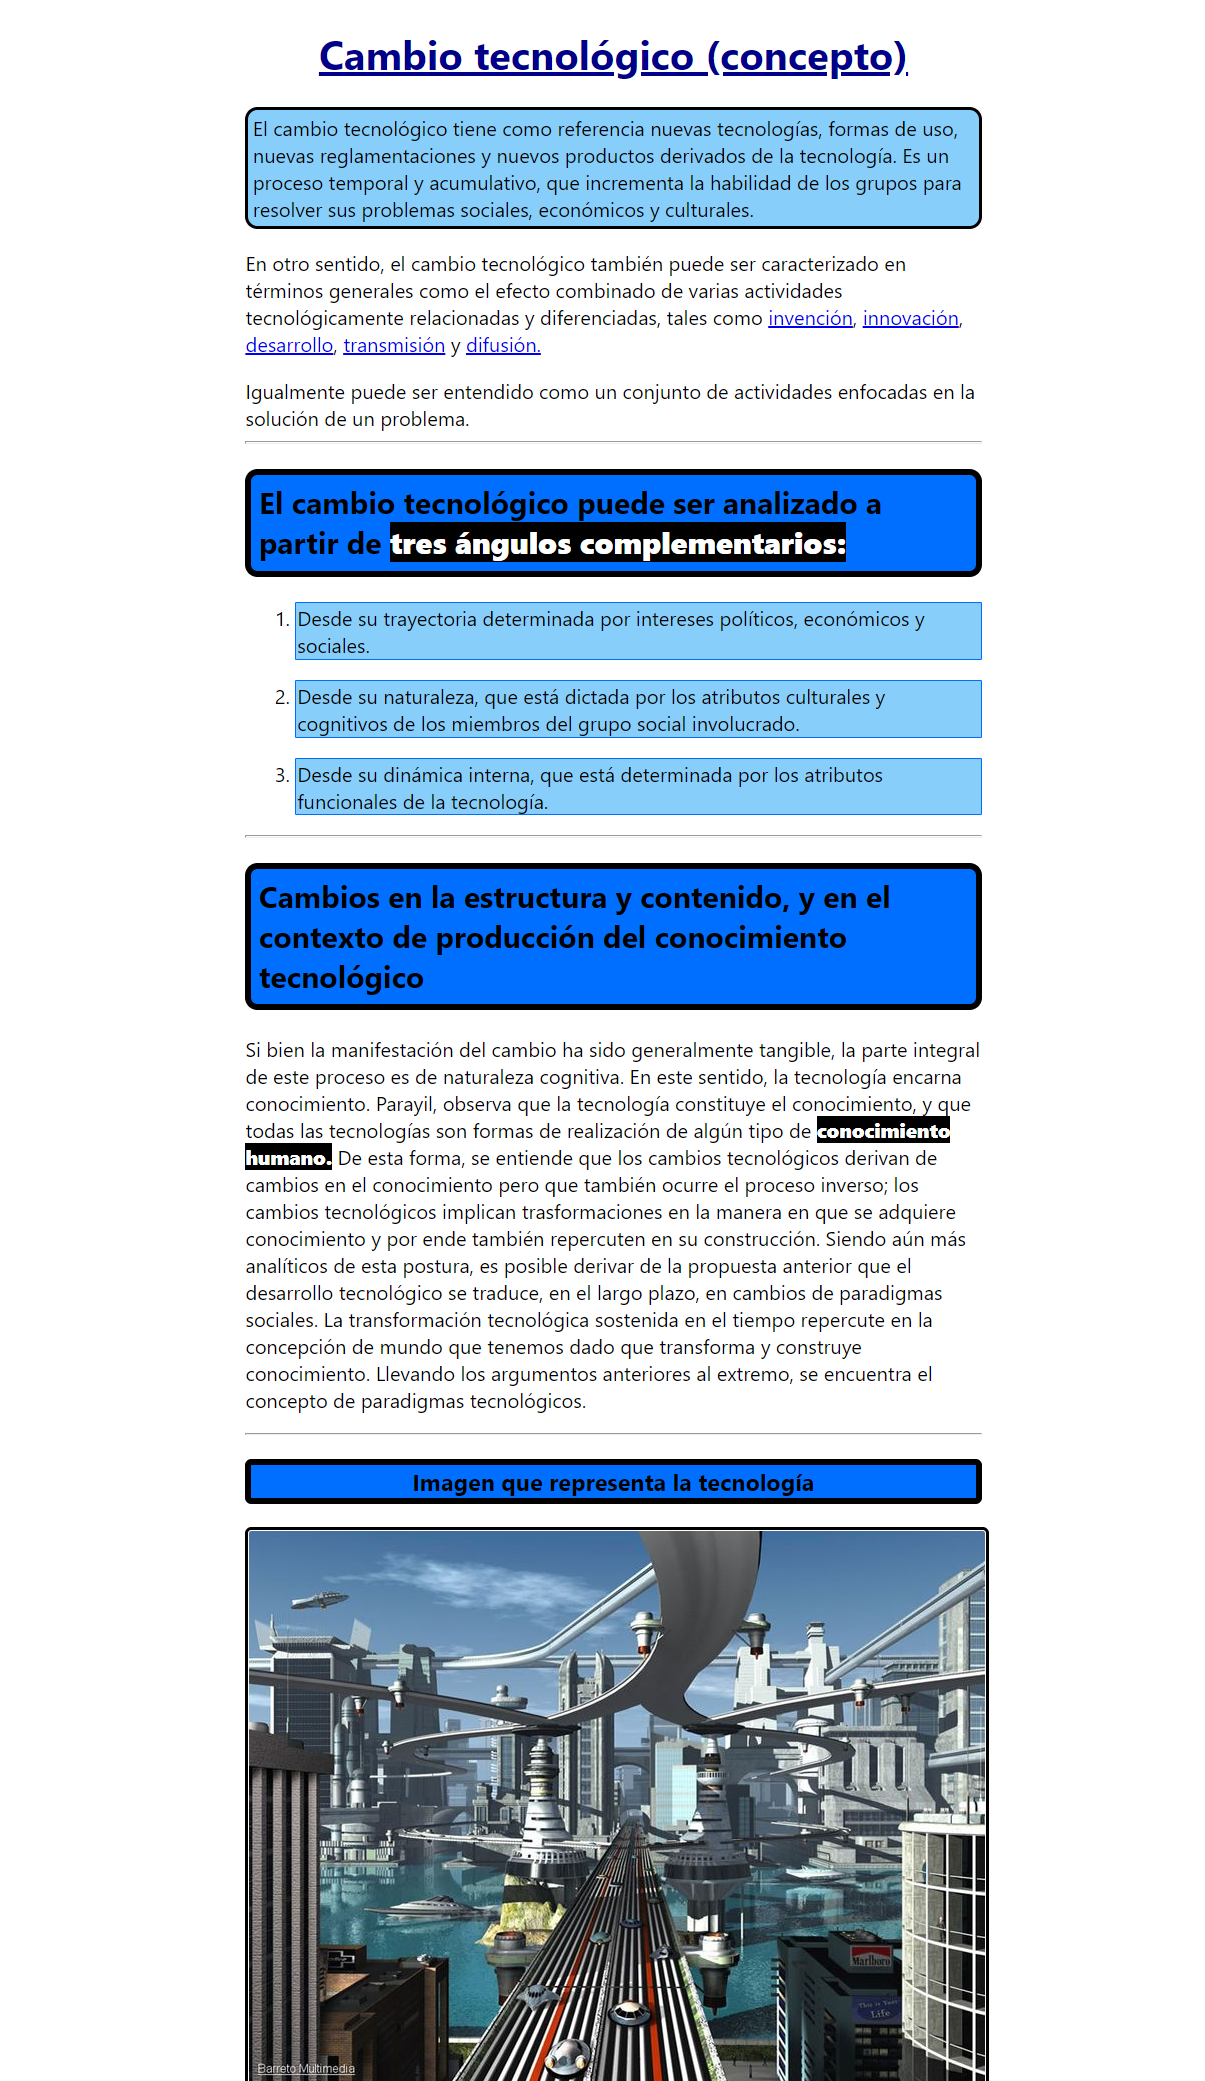 Cambio tecnológico (concepto)
El cambio tecnológico tiene como referencia nuevas tecnologías, formas de uso,
nuevas reglamentaciones y nuevos productos derivados de la tecnología. Es un
proceso temporal y acumulativo, que incrementa la habilidad de los grupos para
resolver sus problemas sociales, económicos y culturales.
En otro sentido, el cambio tecnológico también puede ser caracterizado en
términos generales como el efecto combinado de varias actividades
tecnológicamente relacionadas y diferenciadas, tales como invención, innovación,
desarrollo, transmisión y difusión.
Igualmente puede ser entendido como un conjunto de actividades enfocadas en la
solución de un problema.
El cambio tecnológico puede ser analizado a
partir de tres ángulos complementarios:
1. Desde su trayectoria determinada por intereses políticos, económicos y
sociales.
2. Desde su naturaleza, que está dictada por los atributos culturales y
cognitivos de los miembros del grupo social involucrado.
3. Desde su dinámica interna, que está determinada por los atributos
funcionales de la tecnología.
Cambios en la estructura y contenido, y en el
contexto de producción del conocimiento
tecnológico
Si bien la manifestación del cambio ha sido generalmente tangible, la parte integral
de este proceso es de naturaleza cognitiva. En este sentido, la tecnología encarna
conocimiento. Parayil, observa que la tecnología constituye el conocimiento, y que
todas las tecnologías son formas de realización de algún tipo de conocimiento
humano. De esta forma, se entiende que los cambios tecnológicos derivan de
cambios en el conocimiento pero que también ocurre el proceso inverso; los
cambios tecnológicos implican trasformaciones en la manera en que se adquiere
conocimiento y por ende también repercuten en su construcción. Siendo aún más
analíticos de esta postura, es posible derivar de la propuesta anterior que el
desarrollo tecnológico se traduce, en el largo plazo, en cambios de paradigmas
sociales. La transformación tecnológica sostenida en el tiempo repercute en la
concepción de mundo que tenemos dado que transforma y construye
conocimiento. Llevando los argumentos anteriores al extremo, se encuentra el
concepto de paradigmas tecnológicos.
Imagen que representa la tecnología
Marlboro
This is Your
Life
Barreto Multimedia